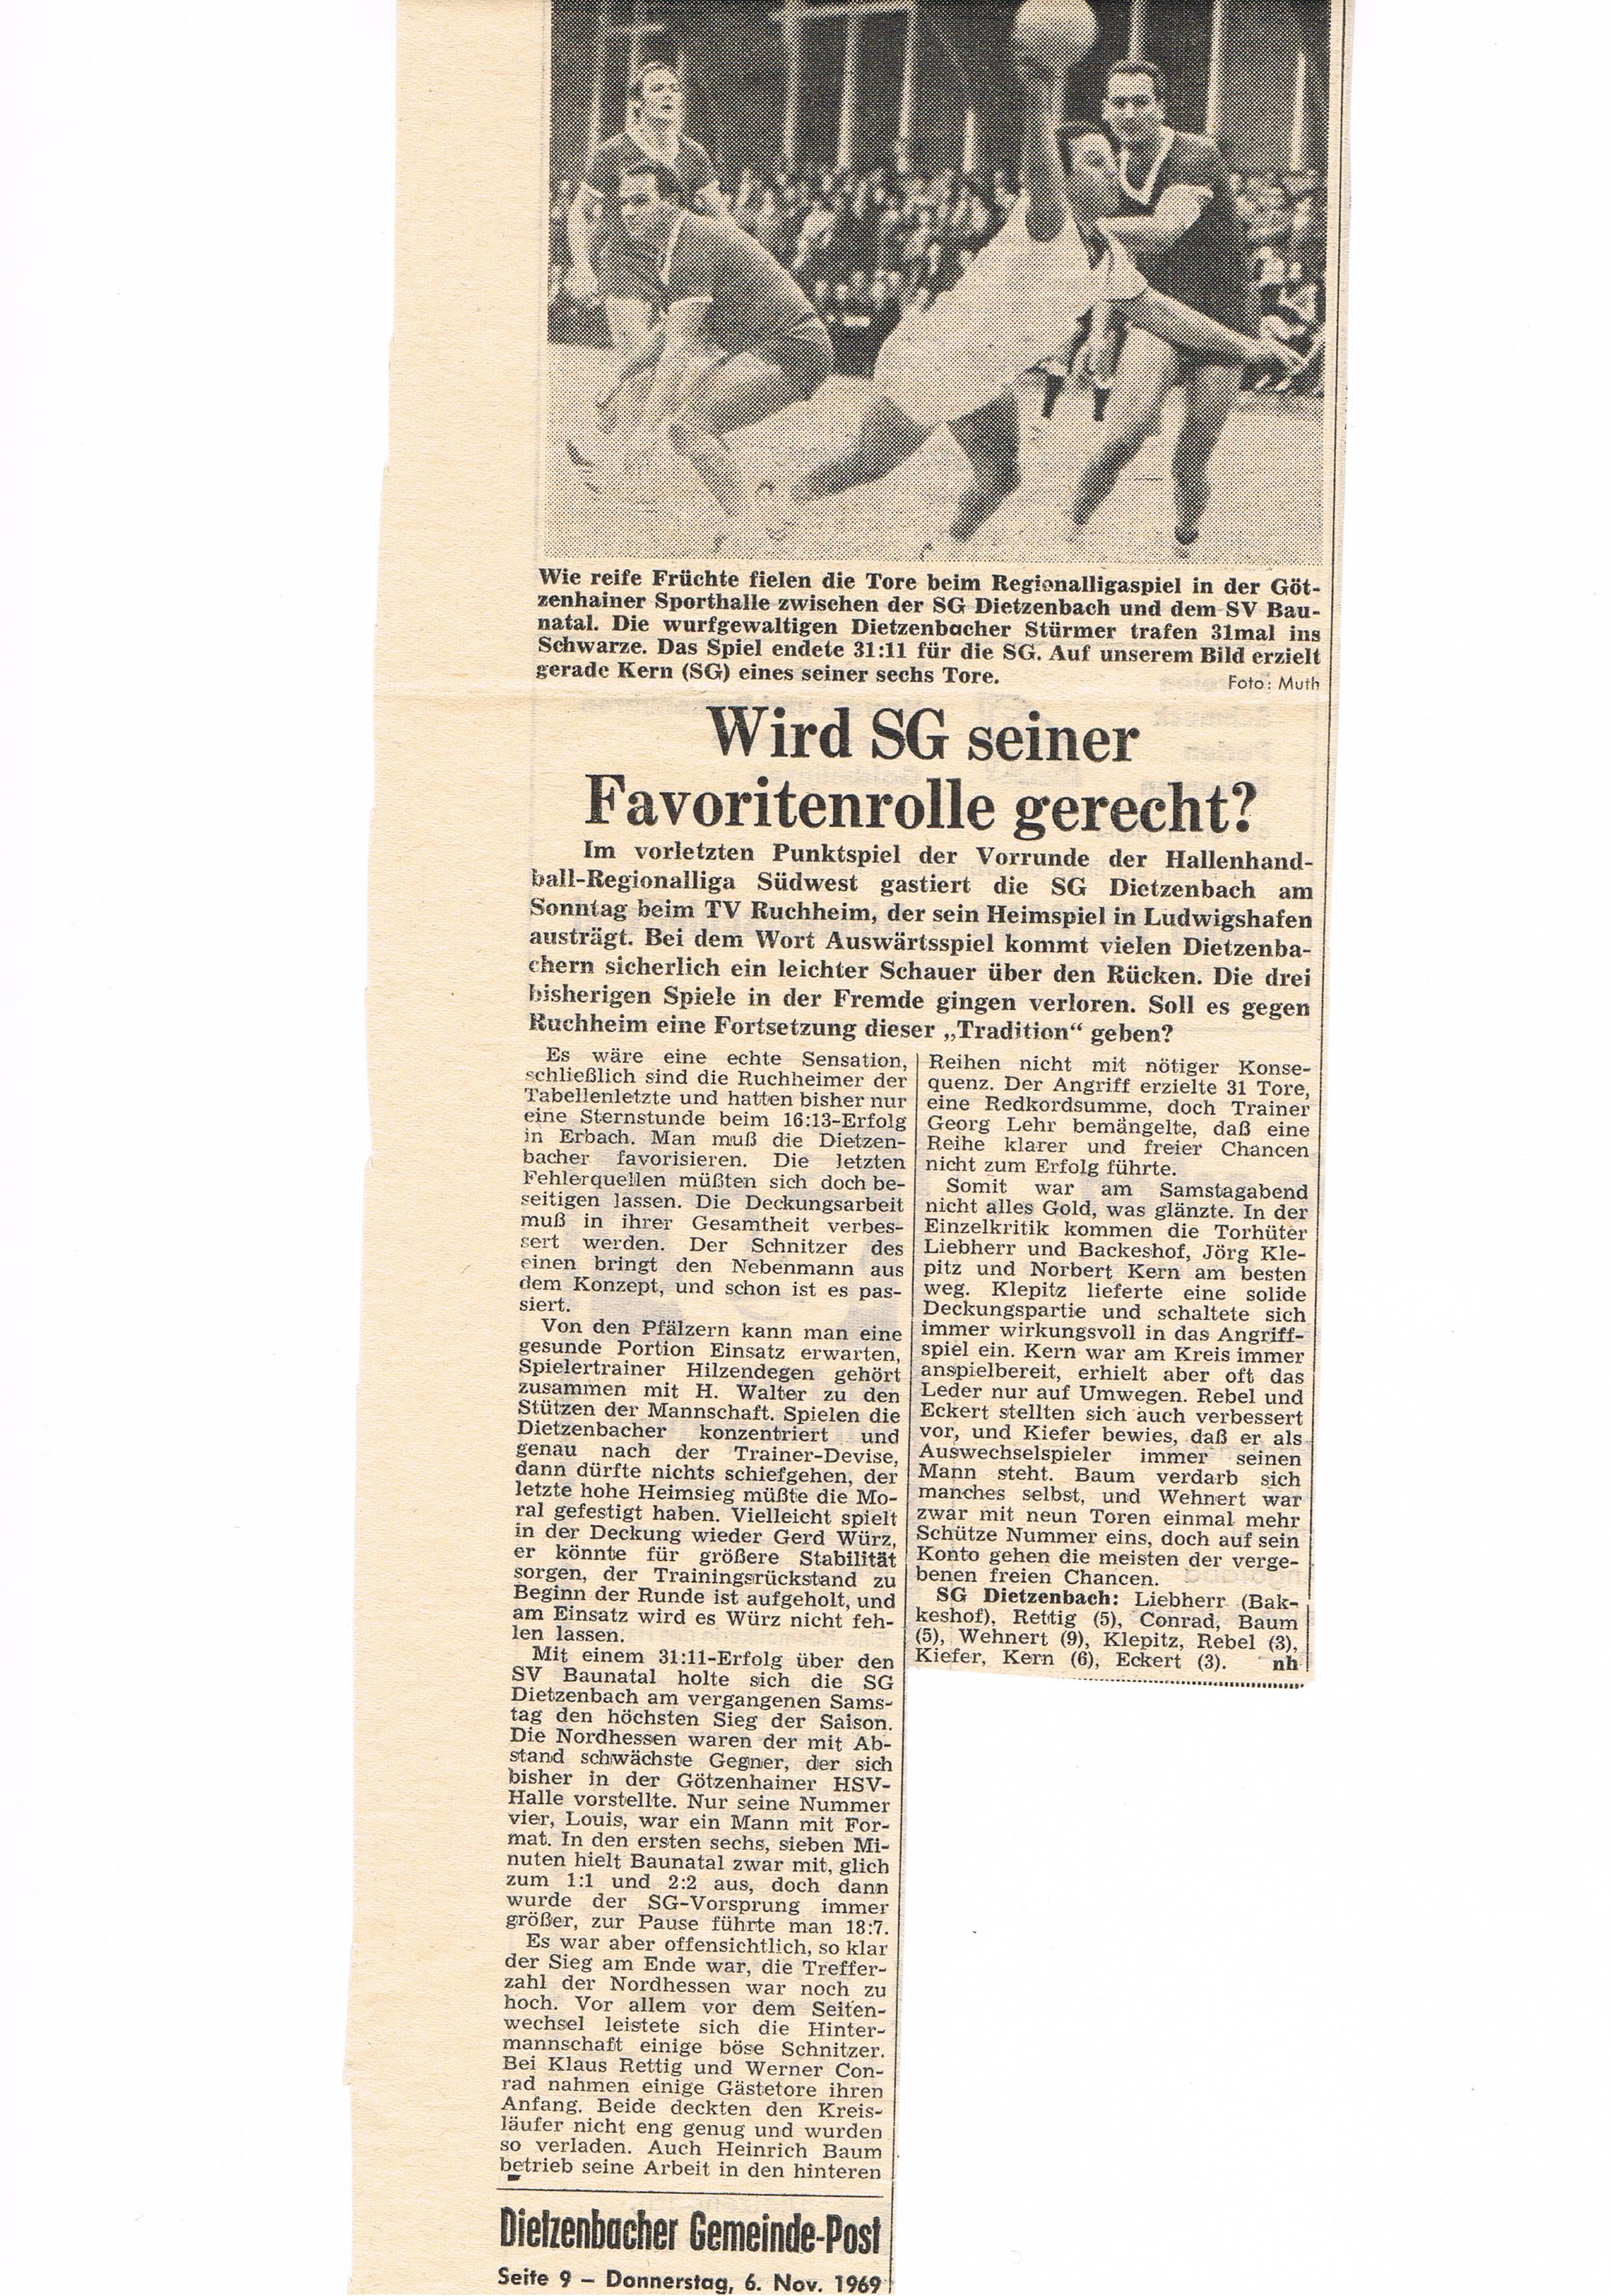 Wie reife Früchte fielen die Tore beim Regionalligaspiel in der Göt-
zenhainer Sporthalle zwischen der SG Dietzenbach und dem SV Bau-
natal. Die wurfgewaltigen Dietzenbacher Stürmer trafen 31mal ins
Schwarze. Das Spiel endete 31:11 für die SG. Auf unserem Bild erzielt
gerade Kern (SG) eines seiner sechs Tore.
Foto: Muth
Wird SG seiner
Favoritenrolle gerecht?
Im vorletzten Punktspiel der Vorrunde der Hallenhand-
ball-Regionalliga Südwest gastiert die SG Dietzenbach am
Sonntag beim TV Ruchheim, der sein Heimspiel in Ludwigshafen
austrägt. Bei dem Wort Auswärtsspiel kommt vielen Dietzenba-
chern sicherlich ein leichter Schauer über den Rücken. Die drei
bisherigen Spiele in der Fremde gingen verloren. Soll es gegen
Ruchheim eine Fortsetzung dieser „Tradition“ geben?
Es wäre eine echte Sensation,
schließlich sind die Ruchheimer der
Tabellenletzte und hatten bisher nur
eine Sternstunde beim 16:13-Erfolg
in Erbach. Man muß die Dietzen-
bacher favorisieren. Die letzten
Fehlerquellen müßten sich doch be-
seitigen lassen. Die Deckungsarbeit
muß in ihrer Gesamtheit verbes-
sert werden. Der Schnitzer des
einen bringt den Nebenmann aus
dem Konzept, und schon ist es pas-
siert.
Von den Pfälzern kann man eine
gesunde Portion Einsatz erwarten,
Spielertrainer Hilzendegen gehört
zusammen mit H. Walter zu den
Stützen der Mannschaft. Spielen die
Dietzenbacher konzentriert und
genau nach der Trainer-Devise,
dann dürfte nichts schiefgehen, der
letzte hohe Heimsieg müßte die Mo-
ral gefestigt haben. Vielleicht spielt
in der Deckung wieder Gerd Würz,
er könnte für größere Stabilität
sorgen, der Trainingsrückstand zu
Beginn der Runde ist aufgeholt, und
am Einsatz wird es Würz nicht feh-
len lassen.
Mit einem 31:11-Erfolg über den
SV Baunatal holte sich die SG
Dietzenbach am vergangenen Sams-
tag den höchsten Sieg der Saison.
Die Nordhessen waren der mit Ab-
stand schwächste Gegner, der sich
bisher in der Götzenhainer HSV-
Halle vorstellte. Nur seine Nummer
vier, Louis, war ein Mann mit For-
mat. In den ersten sechs, sieben Mi-
nuten hielt Baunatal zwar mit, glich
zum 1:1 und 2:2 aus, doch dann
wurde der SG-Vorsprung immer
größer, zur Pause führte man 18:7.
Es war aber offensichtlich, so klar
der Sieg am Ende war, die Treffer-
zahl der Nordhessen war noch zu
hoch. Vor allem vor dem Seiten-
wechsel leistete sich die Hinter-
mannschaft einige böse Schnitzer.
Bei Klaus Rettig und Werner Con-
rad nahmen einige Gästetore ihren
Anfang. Beide deckten den Kreis-
läufer nicht eng genug und wurden
so verladen. Auch Heinrich Baum
betrieb seine Arbeit in den hinteren
Reihen nicht mit nötiger Konse-
quenz. Der Angriff erzielte 31 Tore,
eine Redkordsumme, doch Trainer
Georg Lehr bemängelte, daß eine
Reihe klarer und freier Chancen
nicht zum Erfolg führte.
Somit war am Samstagabend
nicht alles Gold, was glänzte. In der
Einzelkritik kommen die Torhüter
Liebherr und Backeshof, Jörg Kle-
pitz und Norbert Kern am besten
weg. Klepitz lieferte eine solide
Deckungspartie und schaltete sich
immer wirkungsvoll in das Angriff-
spiel ein. Kern war am Kreis immer
anspielbereit, erhielt aber oft das
Leder nur auf Umwegen. Rebel und
Eckert stellten sich auch verbessert
vor, und Kiefer bewies, daß er als
Auswechselspieler immer seinen
Mann steht. Baum verdarb sich
manches selbst, und Wehnert war
zwar mit neun Toren einmal mehr
Schütze Nummer eins, doch auf sein
Konto gehen die meisten der verge-
benen freien Chancen.
SG Dietzenbach: Liebherr (Bak-
keshof), Rettig (5), Conrad, Baum
(5), Wehnert (9), Klepitz, Rebel (3),
Kiefer, Kern (6), Eckert (3). nh
Dietzenbacher Gemeinde-Post
Seite 9 – Donnerstag, 6. Nov. 1969